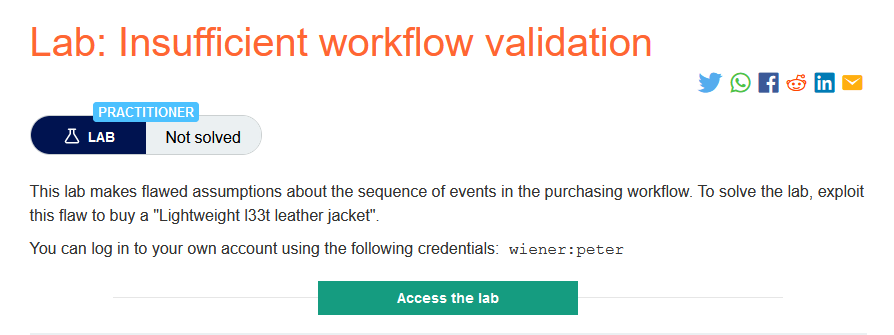 Lab: Insufficient workflow validation
PRACTITIONER
LAB
Not solved
This lab makes flawed assumptions about the sequence of events in the purchasing workflow. To solve the lab, exploit
this flaw to buy a "Lightweight l33t leather jacket".
You can log in to your own account using the following credentials: wiener:peter
Access the lab